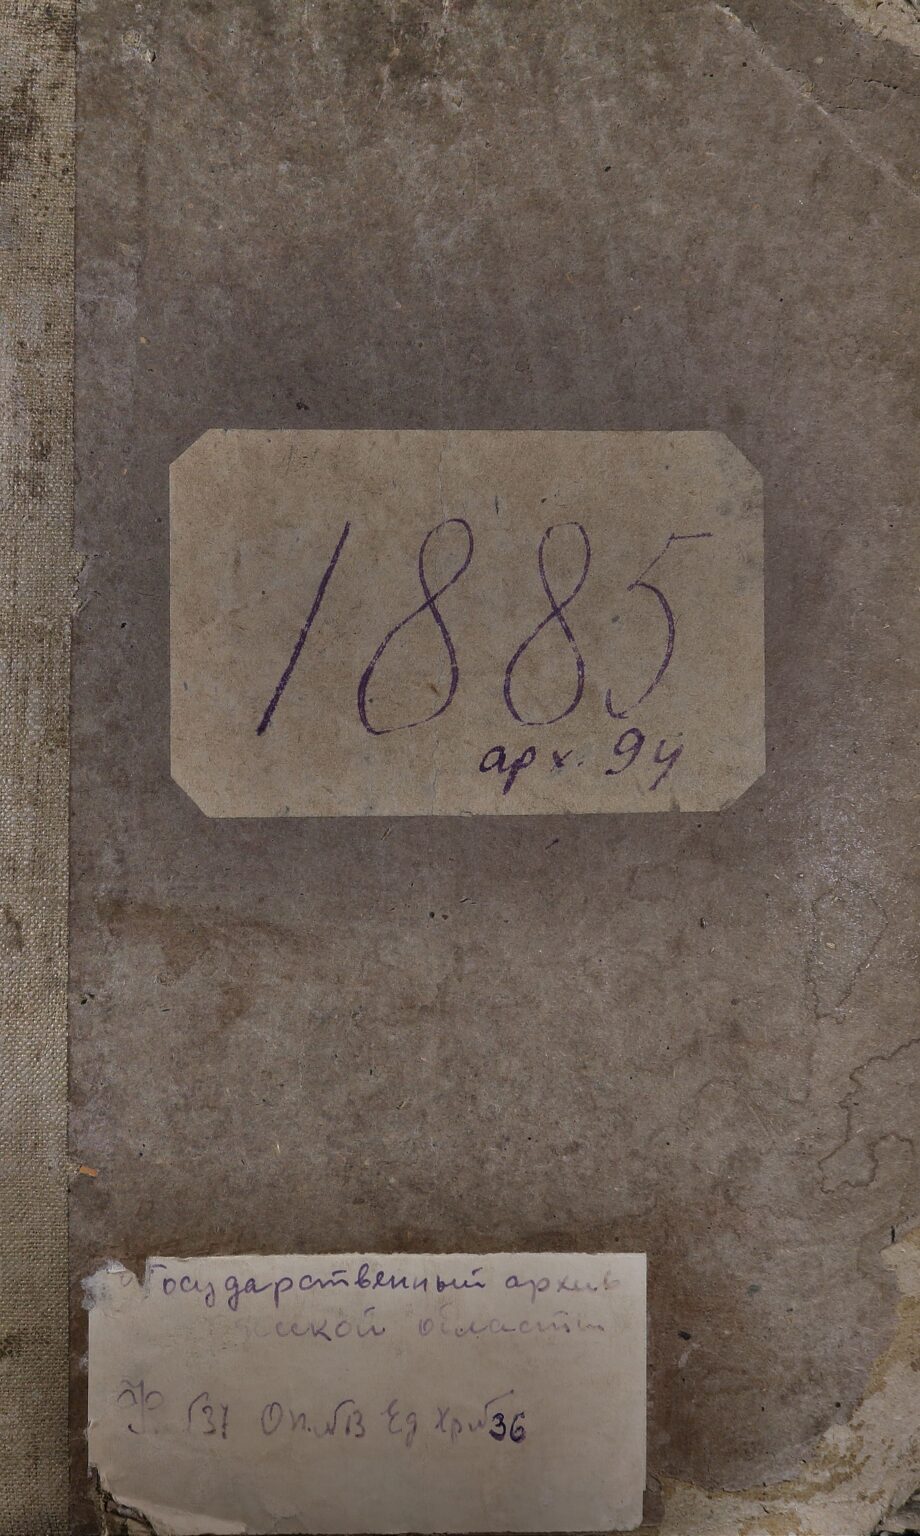 1885
арх. 94
Государственный архив
ской области
Ф. 137 Оп. №13 Ед Хр №36